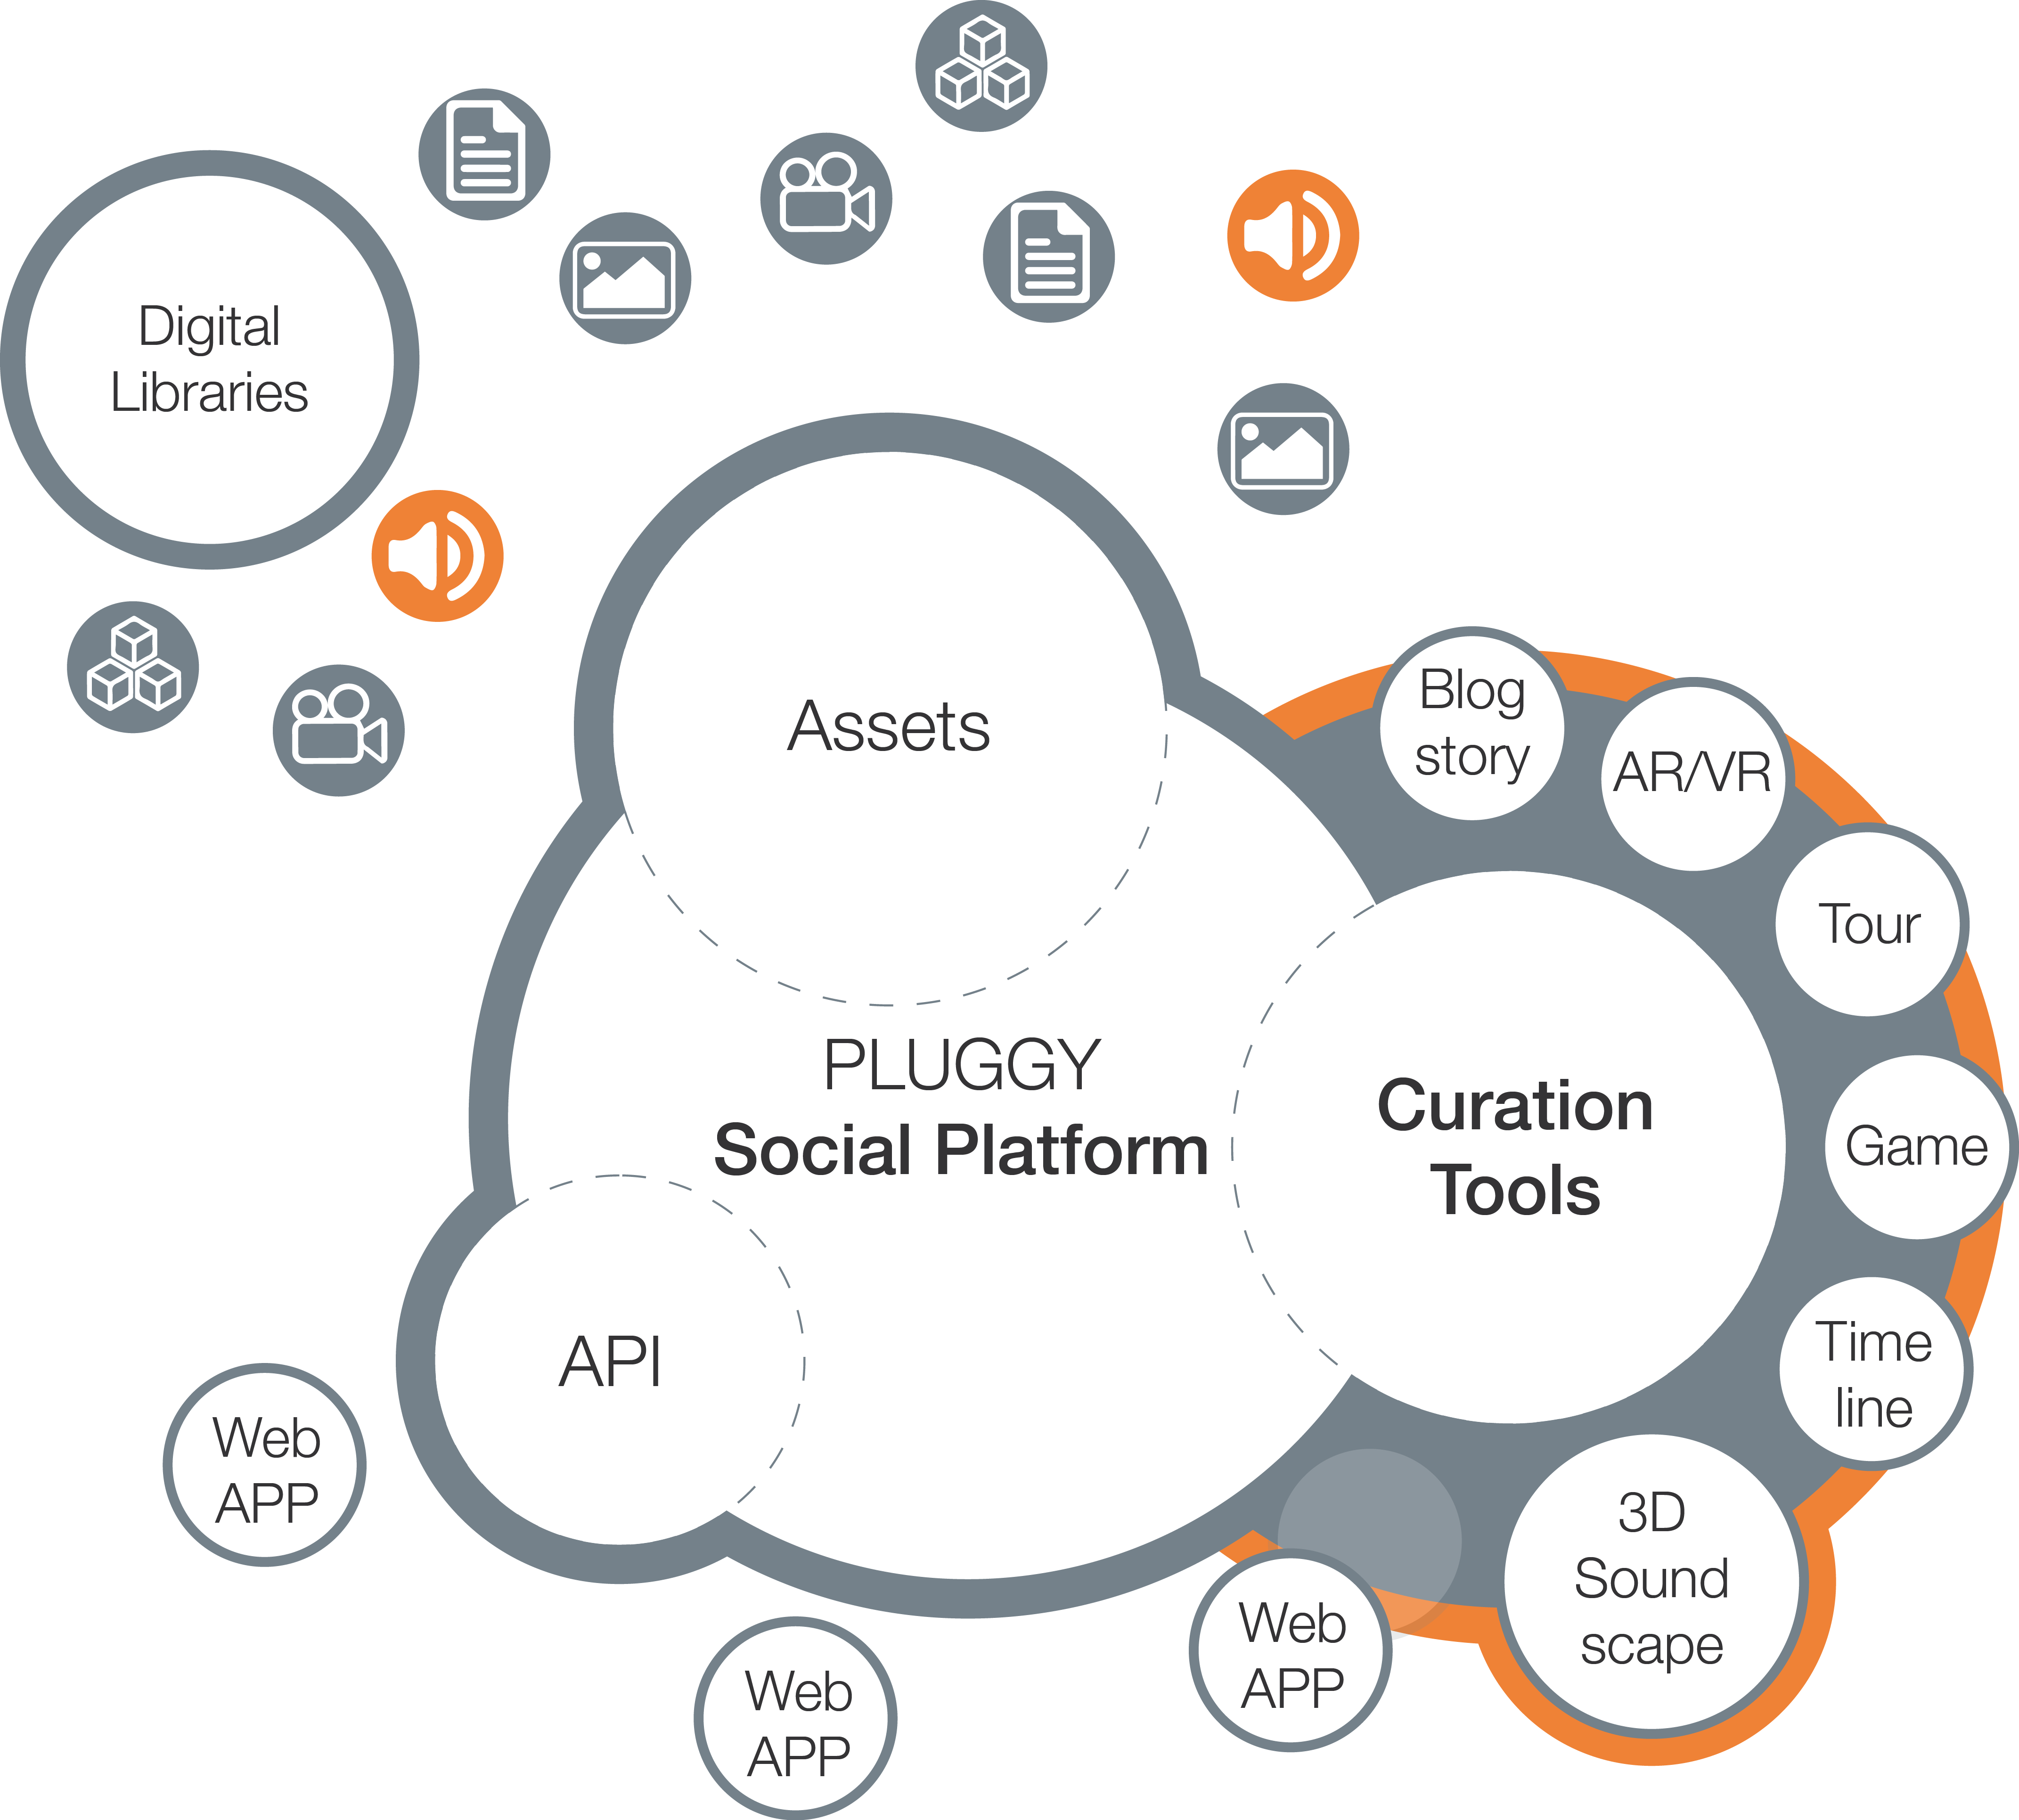 Digital
Libraries
Assets
Blog
story
AR/VR
Tour
PLUGGY
Social Platform
Curation
Tools
Game
API
Time
line
Web
APP
3D
Sound
scape
Web
APP
Web
APP